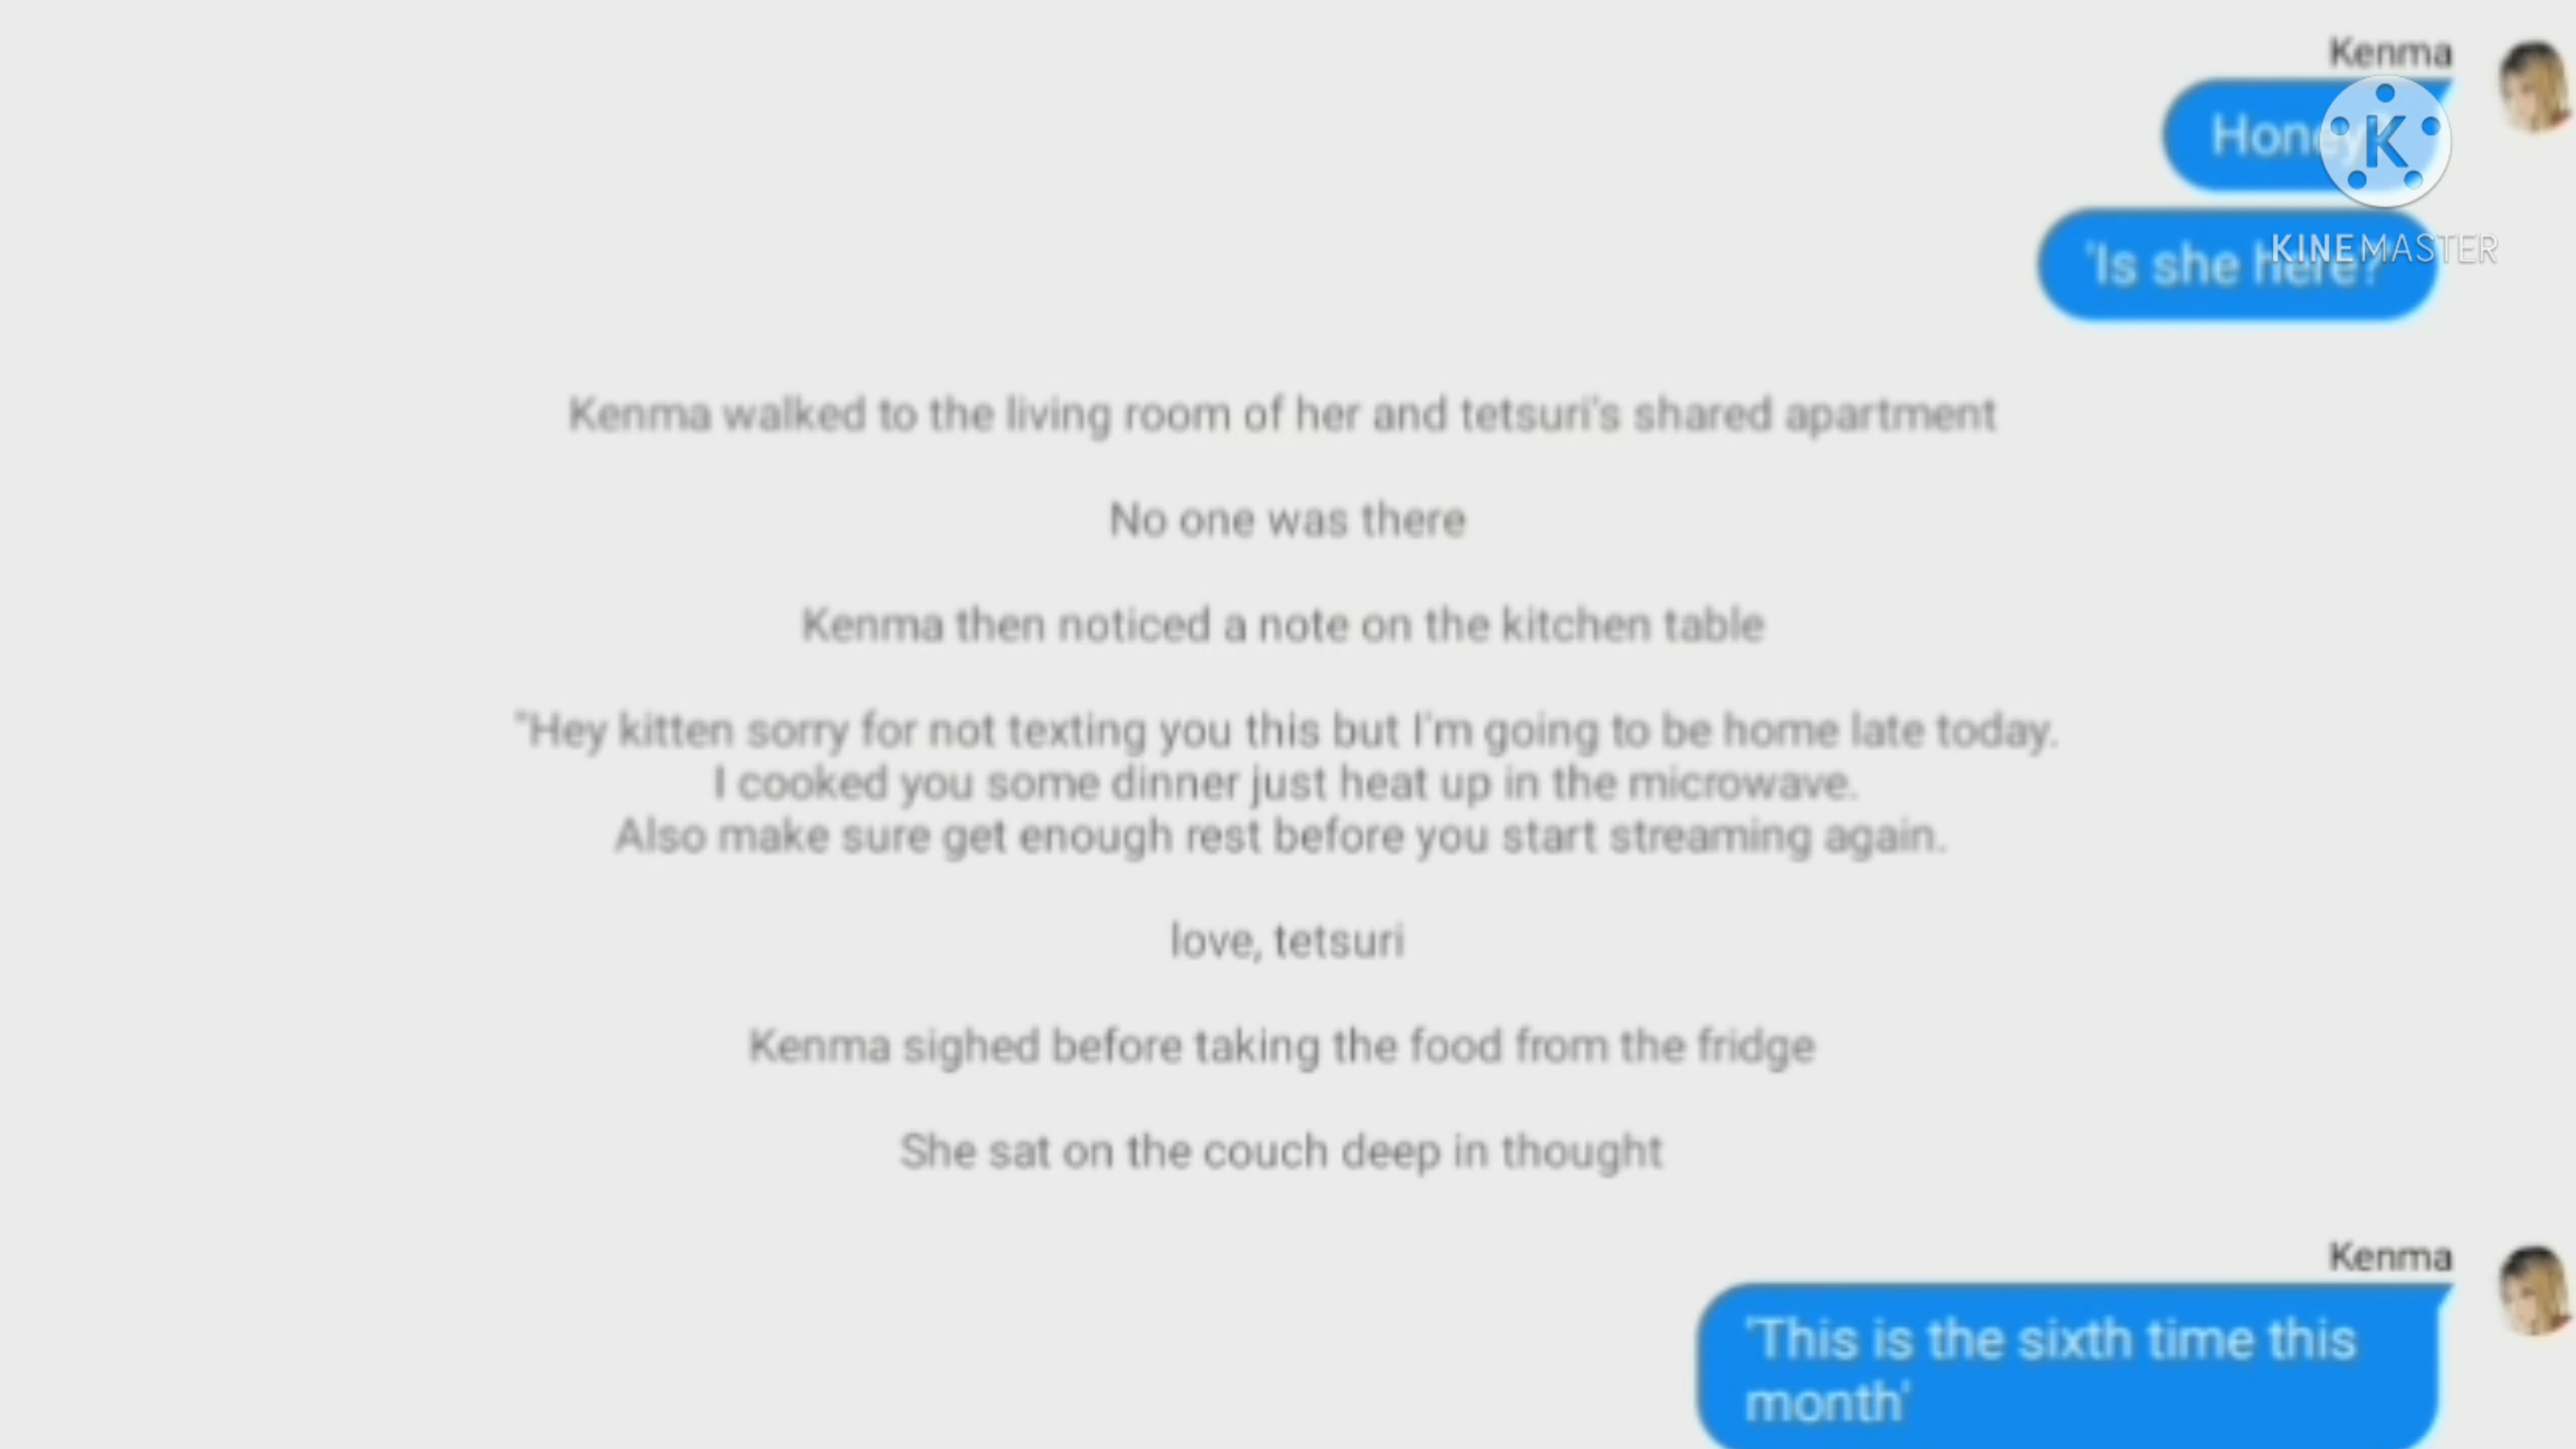 Kenma
Honey?
K
'Is she here?'
KINEMASTER
Kenma walked to the living room of her and tetsuri's shared apartment
No one was there
Kenma then noticed a note on the kitchen table
"Hey kitten sorry for not texting you this but I'm going to be home late today.
I cooked you some dinner just heat up in the microwave.
Also make sure get enough rest before you start streaming again.
love, tetsuri
Kenma sighed before taking the food from the fridge
She sat on the couch deep in thought
Kenma
'This is the sixth time this
month'